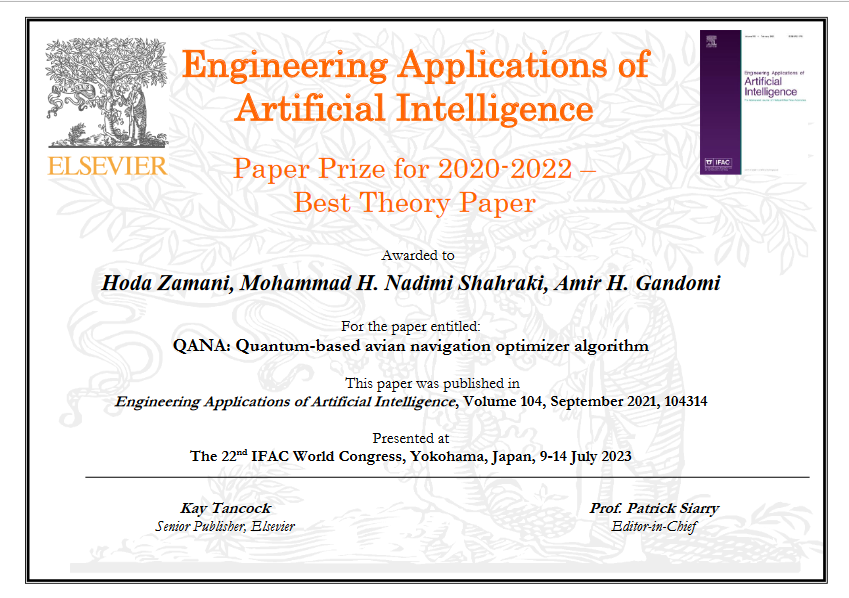 ELSEVIER
Engineering Applications of
Artificial Intelligence
Paper Prize for 2020-2022 –
Best Theory Paper
Engineering Applications of
Artificial
Intelligence
IFAC
Awarded to
Hoda Zamani, Mohammad H. Nadimi Shahraki, Amir H. Gandomi
For the paper entitled:
QANA: Quantum-based avian navigation optimizer algorithm
This paper was published in
Engineering Applications of Artificial Intelligence, Volume 104, September 2021, 104314
Presented at
The 22nd IFAC World Congress, Yokohama, Japan, 9-14 July 2023
Kay Tancock
Senior Publisher, Elsevier
Prof. Patrick Siarry
Editor-in-Chief